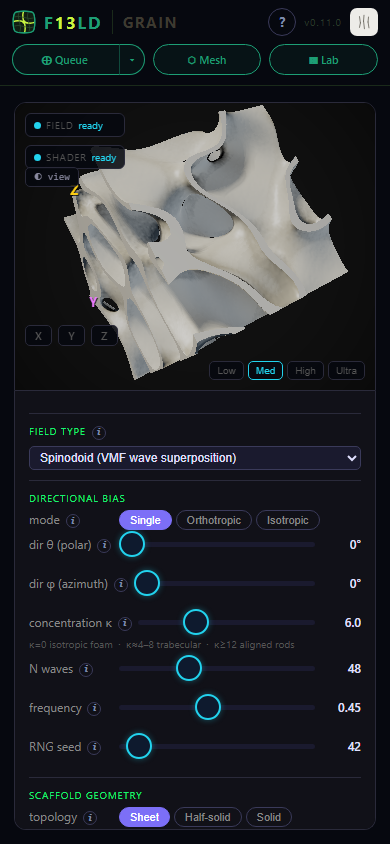 F13LD GRAIN ? v0.11.0
Queue Mesh Lab
FIELD ready
SHADER ready
view
Z
Y
X Y Z
Low Med High Ultra
FIELD TYPE i
Spinodoid (VMF wave superposition)
DIRECTIONAL BIAS
mode i Single Orthotropic Isotropic
dir θ (polar) i 0°
dir φ (azimuth) i 0°
concentration κ i 6.0
κ=0 isotropic foam · κ≈4–8 trabecular · κ≥12 aligned rods
N waves i 48
frequency i 0.45
RNG seed i 42
SCAFFOLD GEOMETRY
topology i Sheet Half-solid Solid